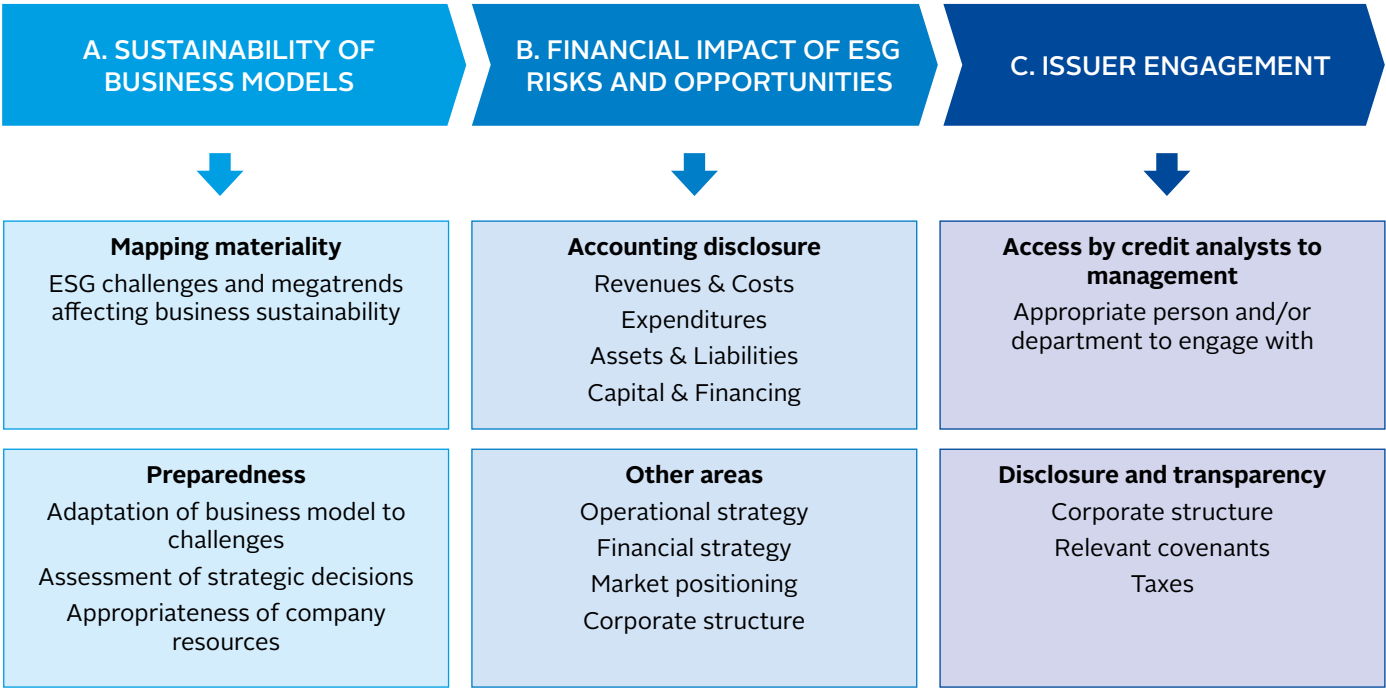 A. SUSTAINABILITY OF
BUSINESS MODELS
B. FINANCIAL IMPACT OF ESG
RISKS AND OPPORTUNITIES
C. ISSUER ENGAGEMENT
Mapping materiality
ESG challenges and megatrends
affecting business sustainability
Accounting disclosure
Revenues & Costs
Expenditures
Assets & Liabilities
Capital & Financing
Access by credit analysts to
management
Appropriate person and/or
department to engage with
Preparedness
Adaptation of business model to
challenges
Assessment of strategic decisions
Appropriateness of company
resources
Other areas
Operational strategy
Financial strategy
Market positioning
Corporate structure
Disclosure and transparency
Corporate structure
Relevant covenants
Taxes